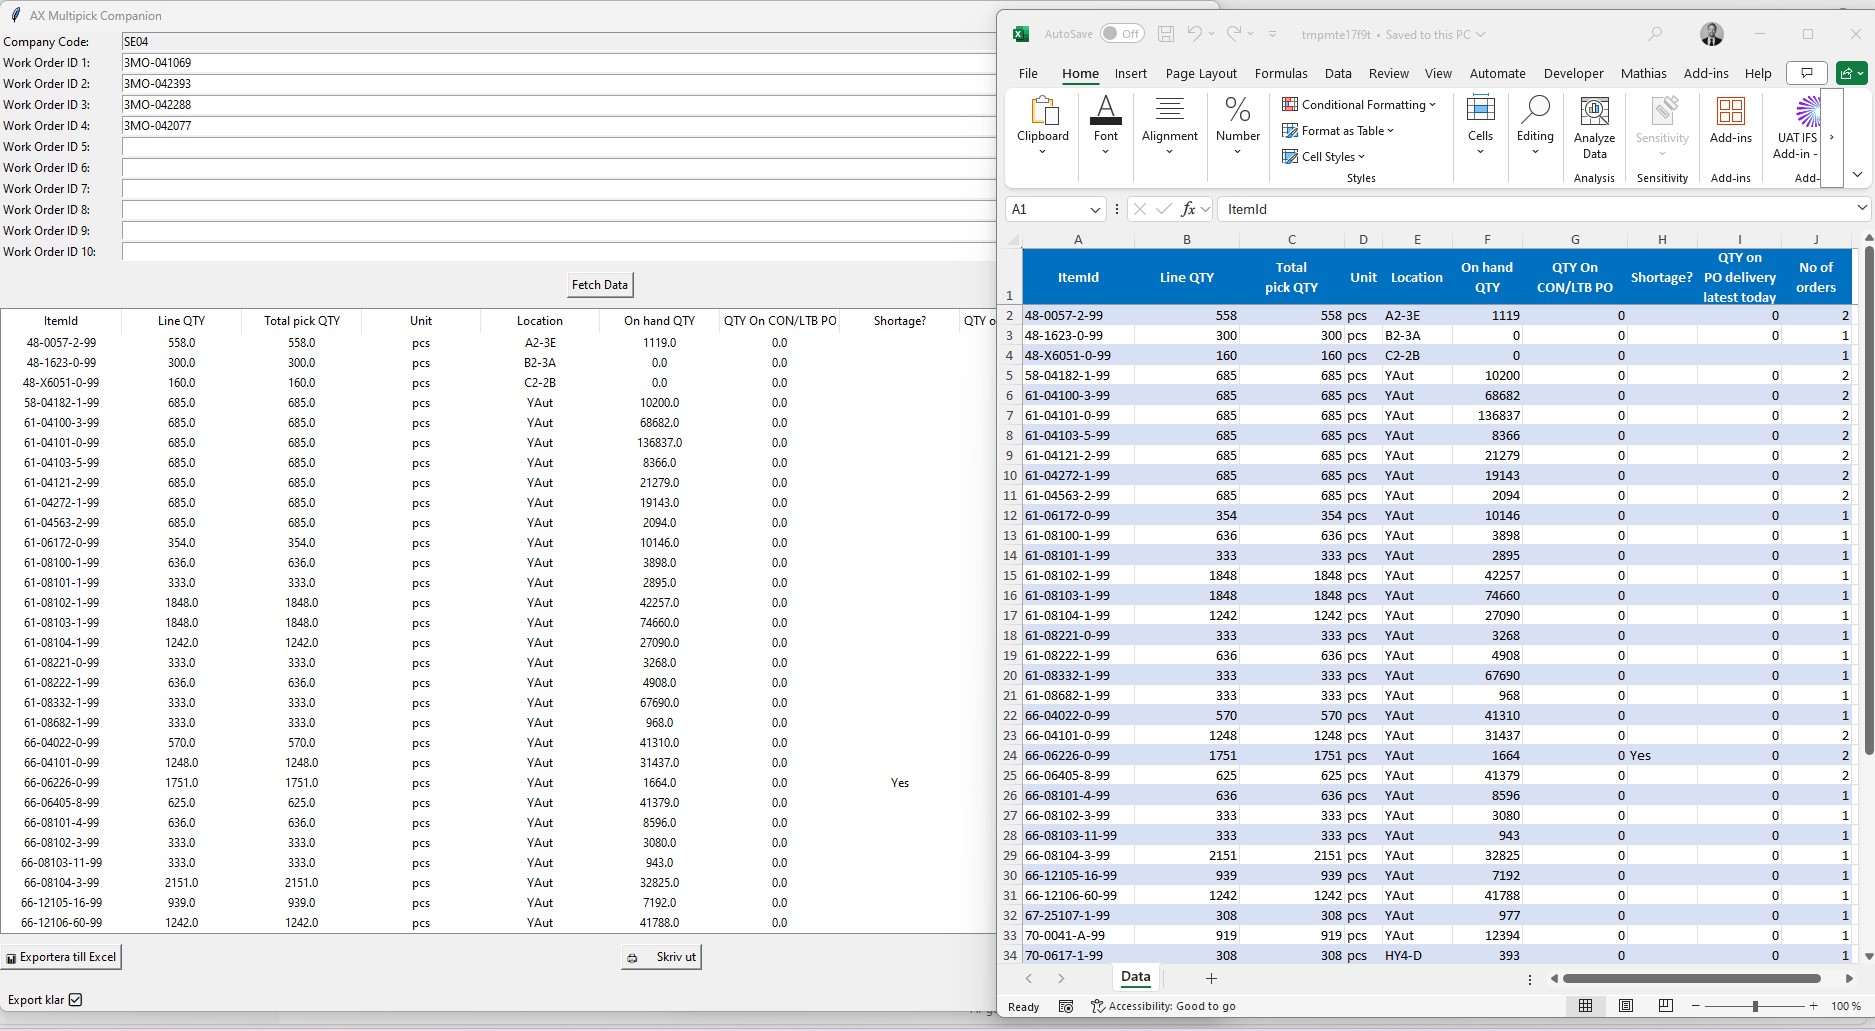 AX Multipick Companion
Company Code: SE04
Work Order ID 1: 3MO-041069
Work Order ID 2: 3MO-042393
Work Order ID 3: 3MO-042288
Work Order ID 4: 3MO-042077
Work Order ID 5:
Work Order ID 6:
Work Order ID 7:
Work Order ID 8:
Work Order ID 9:
Work Order ID 10:
Fetch Data
ItemId Line QTY Total pick QTY Unit Location On hand QTY QTY On CON/LTB PO Shortage? QTY o
48-0057-2-99 558.0 558.0 pcs A2-3E 1119.0 0.0
48-1623-0-99 300.0 300.0 pcs B2-3A 0.0 0.0
48-X6051-0-99 160.0 160.0 pcs C2-2B 0.0 0.0
58-04182-1-99 685.0 685.0 pcs YAut 10200.0 0.0
61-04100-3-99 685.0 685.0 pcs YAut 68682.0 0.0
61-04101-0-99 685.0 685.0 pcs YAut 136837.0 0.0
61-04103-5-99 685.0 685.0 pcs YAut 8366.0 0.0
61-04121-2-99 685.0 685.0 pcs YAut 21279.0 0.0
61-04272-1-99 685.0 685.0 pcs YAut 19143.0 0.0
61-04563-2-99 685.0 685.0 pcs YAut 2094.0 0.0
61-06172-0-99 354.0 354.0 pcs YAut 10146.0 0.0
61-08100-1-99 636.0 636.0 pcs YAut 3898.0 0.0
61-08101-1-99 333.0 333.0 pcs YAut 2895.0 0.0
61-08102-1-99 1848.0 1848.0 pcs YAut 42257.0 0.0
61-08103-1-99 1848.0 1848.0 pcs YAut 74660.0 0.0
61-08104-1-99 1242.0 1242.0 pcs YAut 27090.0 0.0
61-08221-0-99 333.0 333.0 pcs YAut 3268.0 0.0
61-08222-1-99 636.0 636.0 pcs YAut 4908.0 0.0
61-08332-1-99 333.0 333.0 pcs YAut 67690.0 0.0
61-08682-1-99 333.0 333.0 pcs YAut 968.0 0.0
66-04022-0-99 570.0 570.0 pcs YAut 41310.0 0.0
66-04101-0-99 1248.0 1248.0 pcs YAut 31437.0 0.0
66-06226-0-99 1751.0 1751.0 pcs YAut 1664.0 0.0 Yes
66-06405-8-99 625.0 625.0 pcs YAut 41379.0 0.0
66-08101-4-99 636.0 636.0 pcs YAut 8596.0 0.0
66-08102-3-99 333.0 333.0 pcs YAut 3080.0 0.0
66-08103-11-99 333.0 333.0 pcs YAut 943.0 0.0
66-08104-3-99 2151.0 2151.0 pcs YAut 32825.0 0.0
66-12105-16-99 939.0 939.0 pcs YAut 7192.0 0.0
66-12106-60-99 1242.0 1242.0 pcs YAut 41788.0 0.0
Exportera till Excel
Skriv ut
Export klar
AutoSave Off tmpmte17f9t • Saved to this PC
File Home Insert Page Layout Formulas Data Review View Automate Developer Mathias Add-ins Help
Clipboard
Font
Alignment
Number
Conditional Formatting
Format as Table
Cell Styles
Styles
Cells
Editing
Analyze Data
Analysis
Sensitivity
Sensitivity
Add-ins
Add-ins
UAT IFS
Add-in -
Add-
A1 fx ItemId
A B C D E F G H I J
1 ItemId Line QTY Total pick QTY Unit Location On hand QTY QTY On CON/LTB PO Shortage? QTY on PO delivery latest today No of orders
2 48-0057-2-99 558 558 pcs A2-3E 1119 0 0 2
3 48-1623-0-99 300 300 pcs B2-3A 0 0 0 1
4 48-X6051-0-99 160 160 pcs C2-2B 0 0 1
5 58-04182-1-99 685 685 pcs YAut 10200 0 0 2
6 61-04100-3-99 685 685 pcs YAut 68682 0 0 2
7 61-04101-0-99 685 685 pcs YAut 136837 0 0 2
8 61-04103-5-99 685 685 pcs YAut 8366 0 0 2
9 61-04121-2-99 685 685 pcs YAut 21279 0 0 2
10 61-04272-1-99 685 685 pcs YAut 19143 0 0 2
11 61-04563-2-99 685 685 pcs YAut 2094 0 0 2
12 61-06172-0-99 354 354 pcs YAut 10146 0 0 1
13 61-08100-1-99 636 636 pcs YAut 3898 0 0 1
14 61-08101-1-99 333 333 pcs YAut 2895 0 0 1
15 61-08102-1-99 1848 1848 pcs YAut 42257 0 0 1
16 61-08103-1-99 1848 1848 pcs YAut 74660 0 0 1
17 61-08104-1-99 1242 1242 pcs YAut 27090 0 0 1
18 61-08221-0-99 333 333 pcs YAut 3268 0 0 1
19 61-08222-1-99 636 636 pcs YAut 4908 0 0 1
20 61-08332-1-99 333 333 pcs YAut 67690 0 0 1
21 61-08682-1-99 333 333 pcs YAut 968 0 0 1
22 66-04022-0-99 570 570 pcs YAut 41310 0 0 1
23 66-04101-0-99 1248 1248 pcs YAut 31437 0 0 2
24 66-06226-0-99 1751 1751 pcs YAut 1664 0 Yes 0 2
25 66-06405-8-99 625 625 pcs YAut 41379 0 0 2
26 66-08101-4-99 636 636 pcs YAut 8596 0 0 1
27 66-08102-3-99 333 333 pcs YAut 3080 0 0 1
28 66-08103-11-99 333 333 pcs YAut 943 0 0 1
29 66-08104-3-99 2151 2151 pcs YAut 32825 0 0 1
30 66-12105-16-99 939 939 pcs YAut 7192 0 0 1
31 66-12106-60-99 1242 1242 pcs YAut 41788 0 0 1
32 67-25107-1-99 308 308 pcs YAut 977 0 0 1
33 70-0041-A-99 919 919 pcs YAut 12394 0 0 1
34 70-0617-1-99 308 308 pcs HY4-D 393 0 0 1
Data
Ready Accessibility: Good to go 100 %